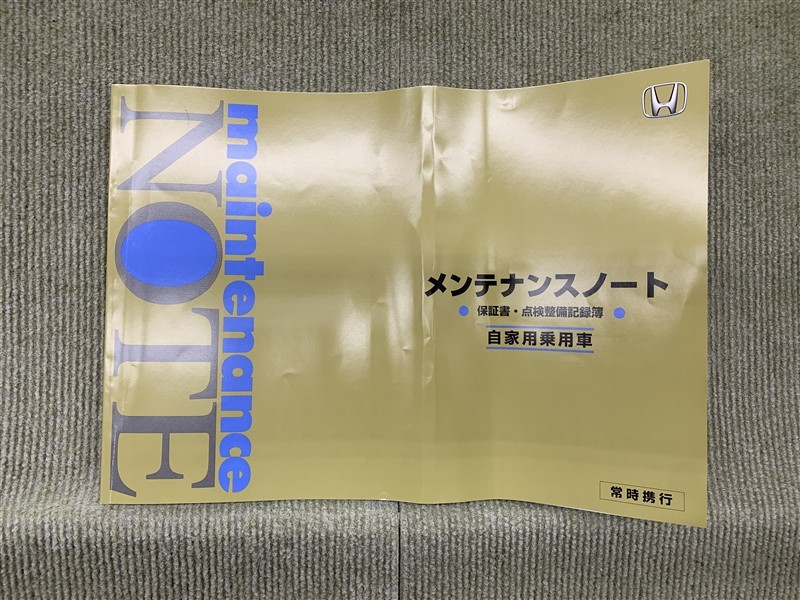 maintenance
NOTE
メンテナンスノート
● 保証書・点検整備記録簿 ●
自家用乗用車
常時携行